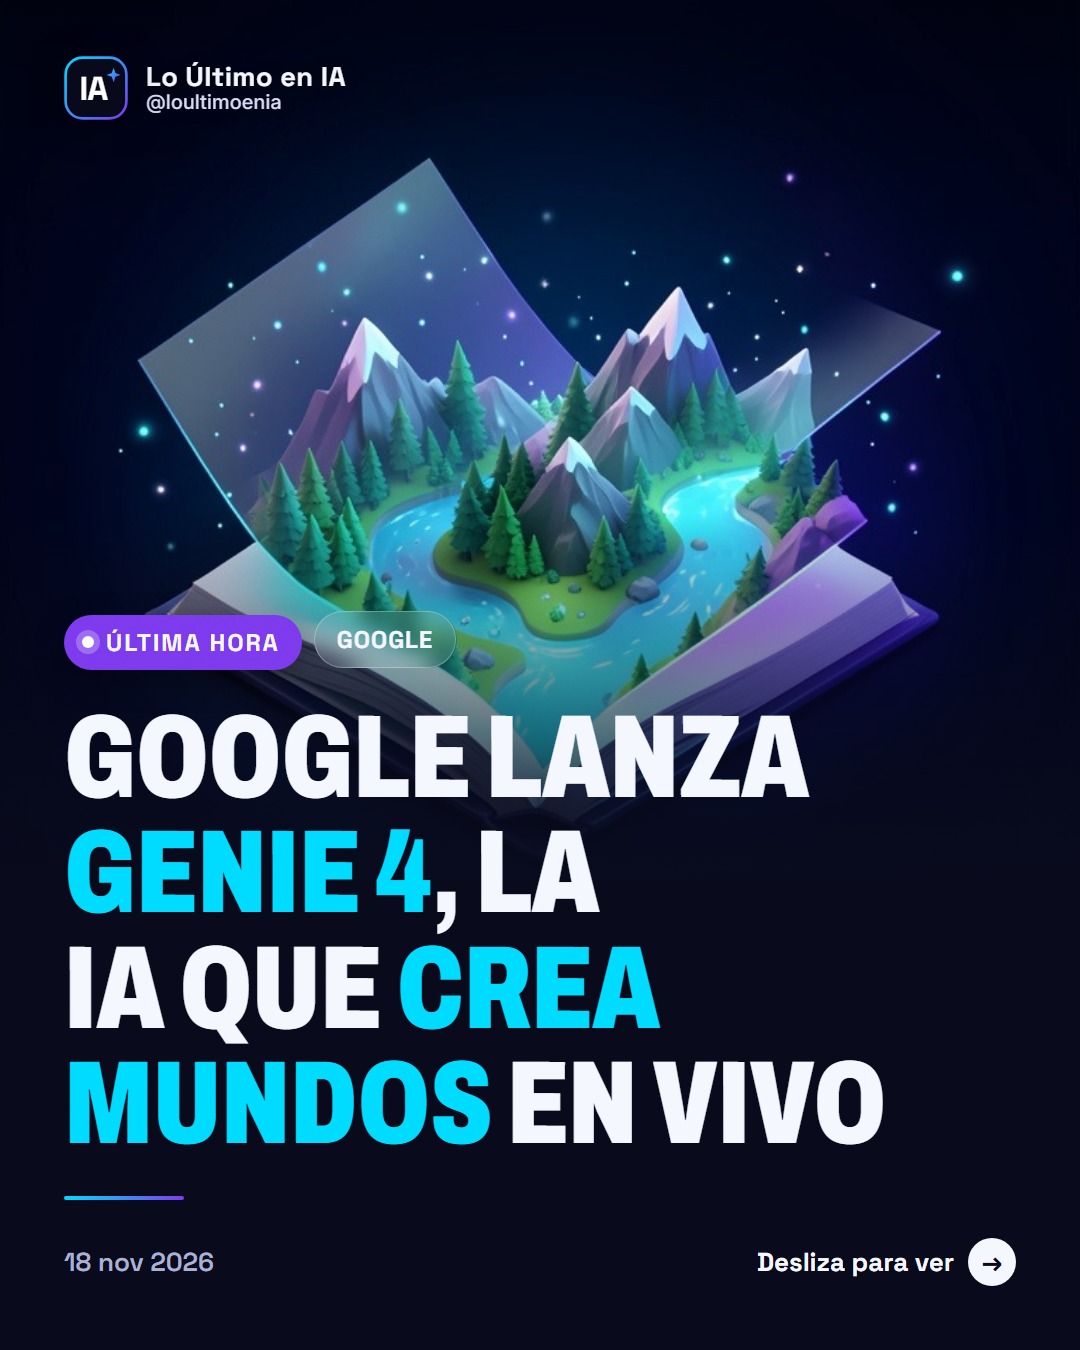 IA
Lo Último en IA
@loultimoenia
ÚLTIMA HORA
GOOGLE
GOOGLE LANZA
GENIE 4, LA
IA QUE CREA
MUNDOS EN VIVO
18 nov 2026
Desliza para ver →